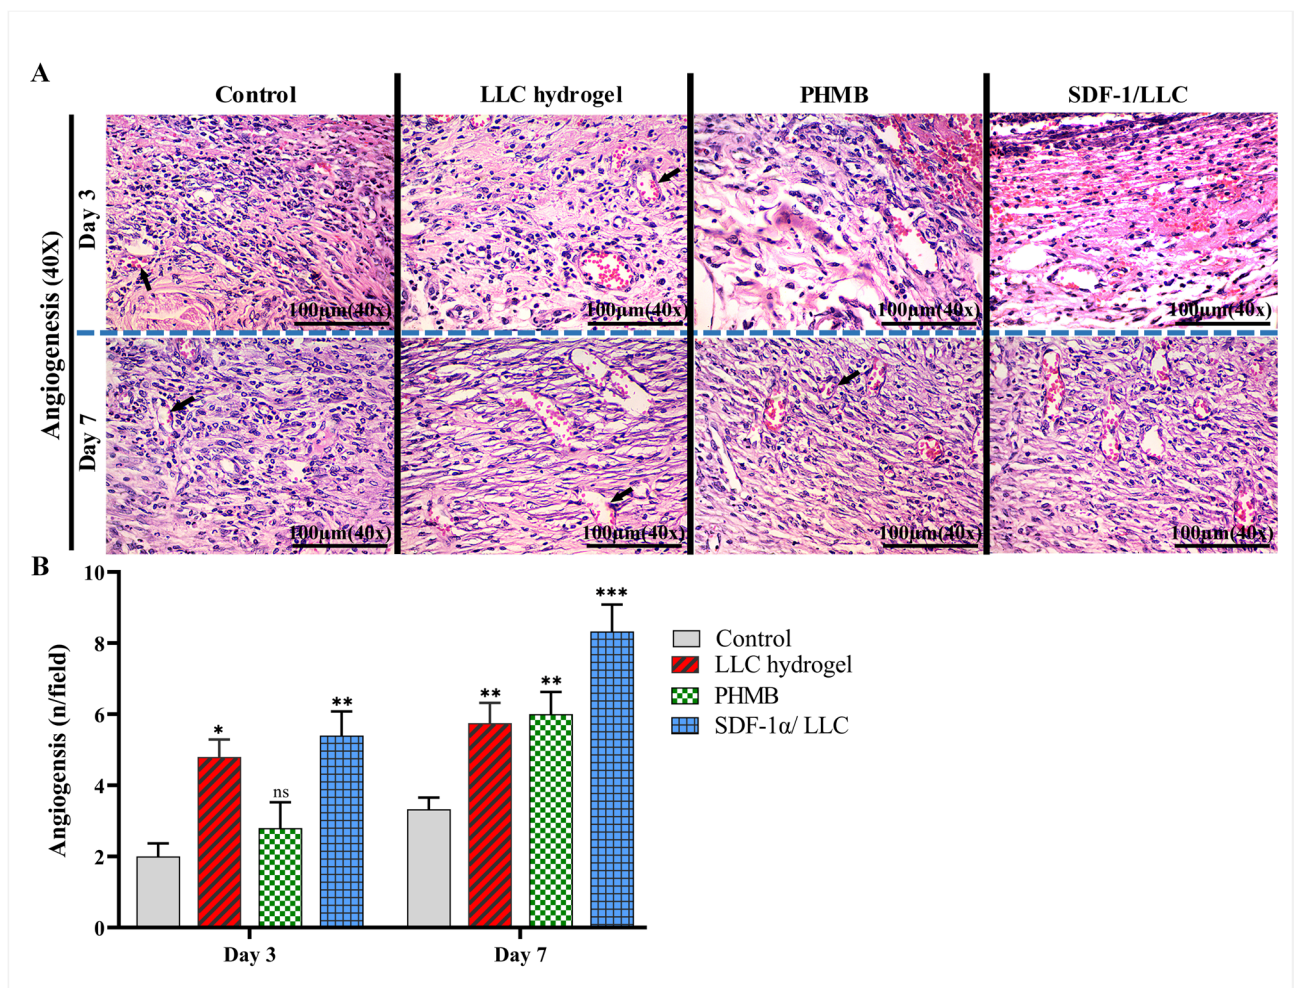 A
Control
LLC hydrogel
PHMB
SDF-1/LLC
Angiogenesis (40X)
Day 3
100μm(40x)
100μm(40x)
100μm(40x)
100μm(40x)
Day 7
100μm(40x)
100μm(40x)
100μm(40x)
100μm(40x)
B
Angiogensis (n/field)
10
8
6
4
2
0
*
ns
**
**
**
***
Day 3
Day 7
Control
LLC hydrogel
PHMB
SDF-1α/ LLC